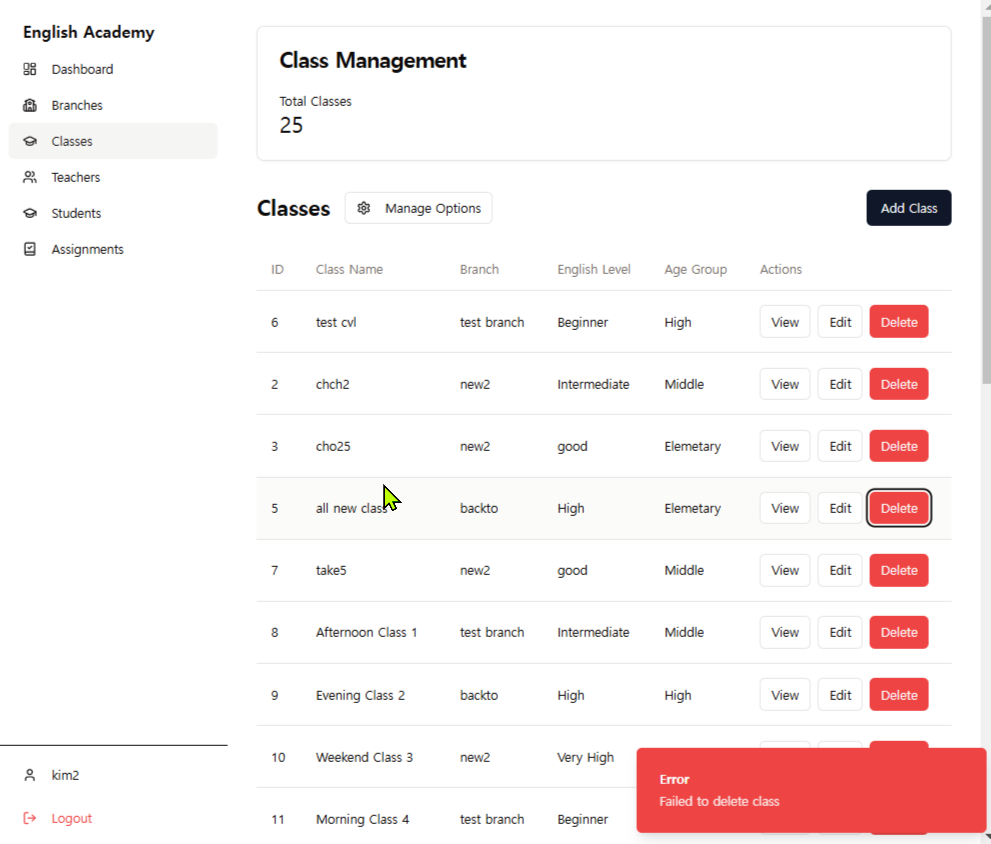 English Academy
Dashboard
Branches
Classes
Teachers
Students
Assignments
kim2
Logout
Class Management
Total Classes
25
Classes Manage Options Add Class
ID Class Name Branch English Level Age Group Actions
6 test cvl test branch Beginner High View Edit Delete
2 chch2 new2 Intermediate Middle View Edit Delete
3 cho25 new2 good Elemetary View Edit Delete
5 all new class backto High Elemetary View Edit Delete
7 take5 new2 good Middle View Edit Delete
8 Afternoon Class 1 test branch Intermediate Middle View Edit Delete
9 Evening Class 2 backto High High View Edit Delete
10 Weekend Class 3 new2 Very High
11 Morning Class 4 test branch Beginner
Error
Failed to delete class